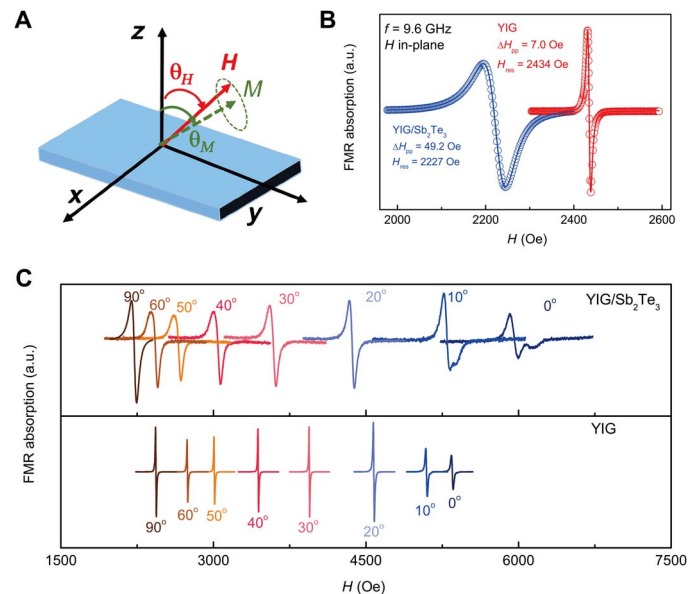 A
z
H
M
θH
θM
x
y
B
f = 9.6 GHz
H in-plane
YIG
ΔHpp = 7.0 Oe
Hres = 2434 Oe
YIG/Sb2Te3
ΔHpp = 49.2 Oe
Hres = 2227 Oe
FMR absorption (a.u.)
2000 2200 2400 2600
H (Oe)
C
90° 60° 50° 40° 30° 20° 10° 0°
YIG/Sb2Te3
YIG
90° 60° 50° 40° 30° 20° 10° 0°
FMR absorption (a.u.)
1500 3000 4500 6000 7500
H (Oe)